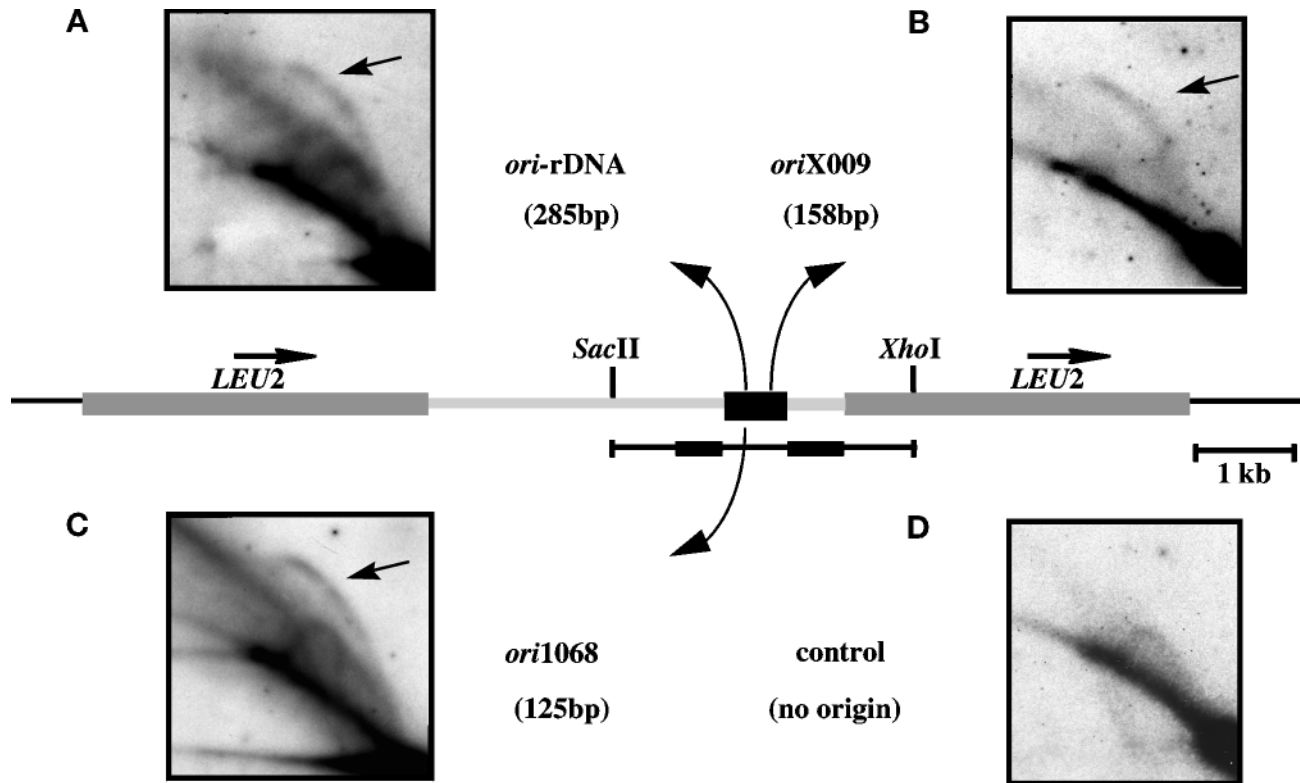 A
B
ori-rDNA
(285bp)
oriX009
(158bp)
SacII
XhoI
LEU2
LEU2
1 kb
C
D
ori1068
(125bp)
control
(no origin)